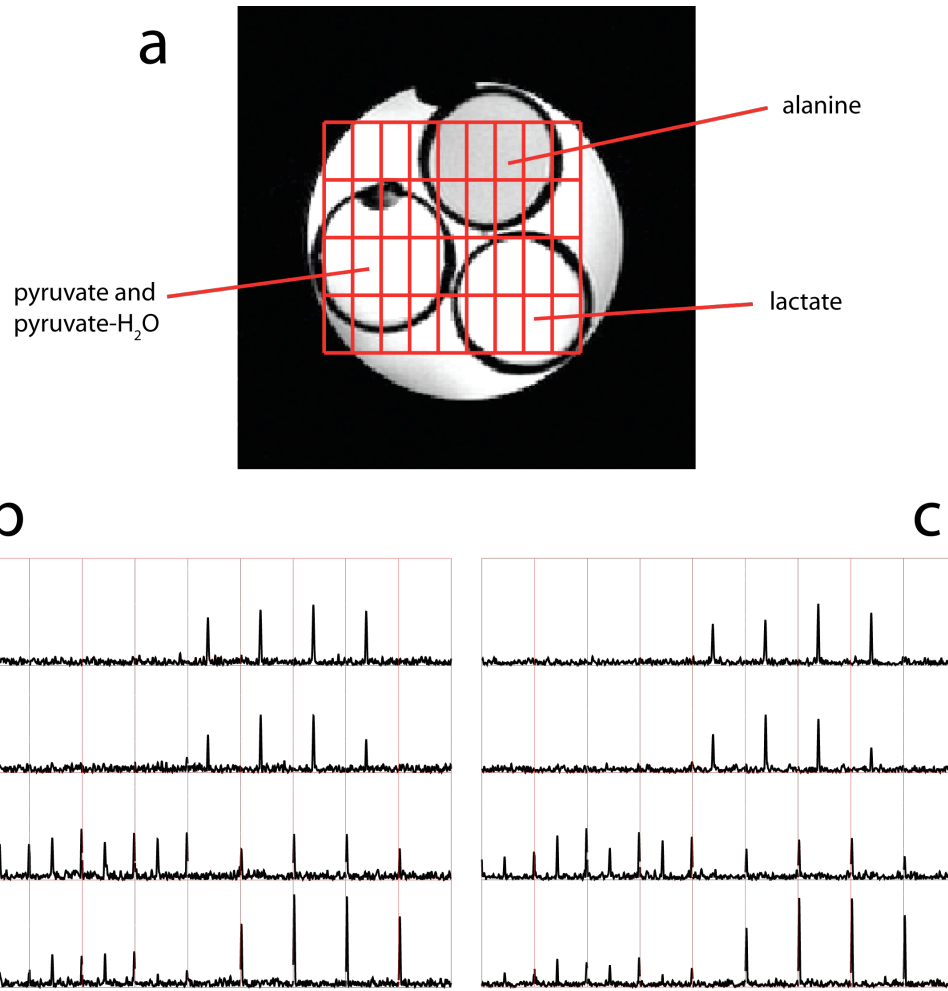 a
alanine
pyruvate and
pyruvate-H₂O
lactate
b
c